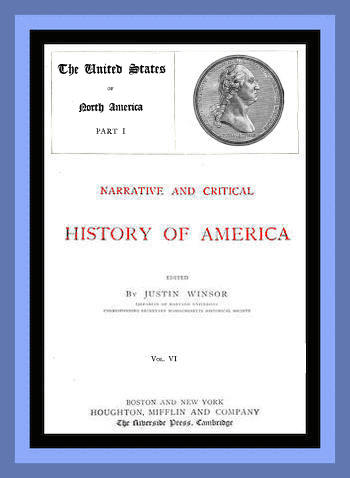 The United States
OF
North America
PART I
NARRATIVE AND CRITICAL
HISTORY OF AMERICA
EDITED
BY JUSTIN WINSOR
LIBRARIAN OF HARVARD UNIVERSITY
CORRESPONDING SECRETARY MASSACHUSETTS HISTORICAL SOCIETY
VOL. VI
BOSTON AND NEW YORK
HOUGHTON, MIFFLIN AND COMPANY
The Riverside Press, Cambridge